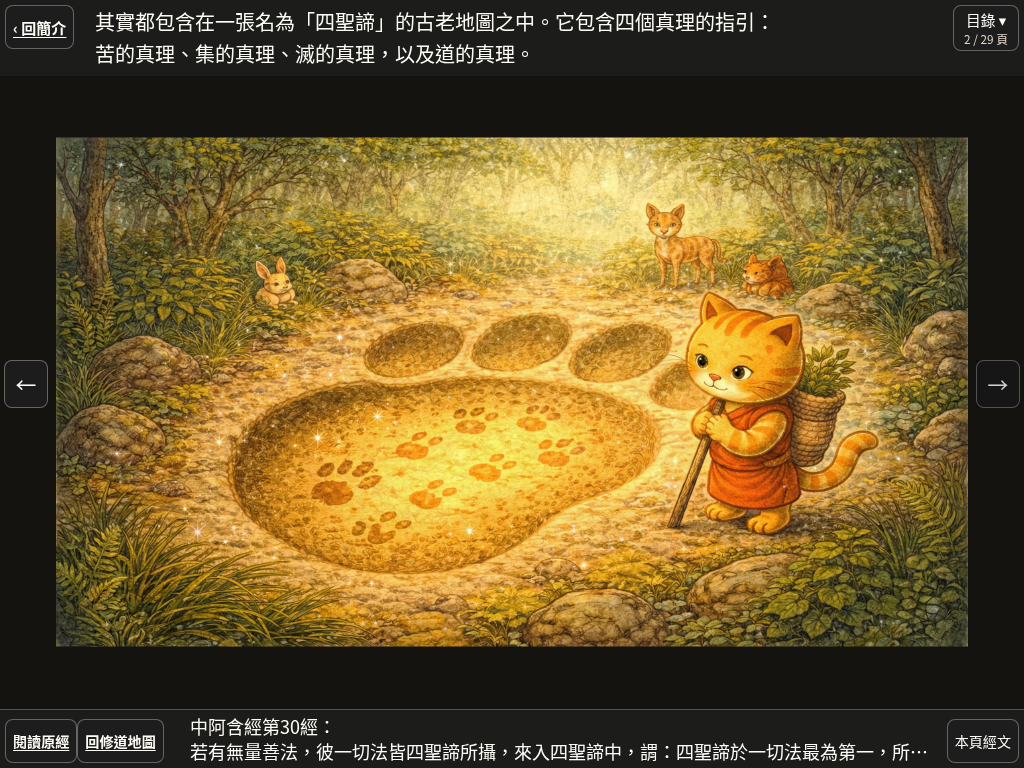 ‹ 回簡介
其實都包含在一張名為「四聖諦」的古老地圖之中。它包含四個真理的指引：
苦的真理、集的真理、滅的真理，以及道的真理。
目錄 ▾
2 / 29 頁
←
→
閱讀原經
回修道地圖
中阿含經第30經：
若有無量善法，彼一切法皆四聖諦所攝，來入四聖諦中，謂：四聖諦於一切法最為第一，所…
本頁經文